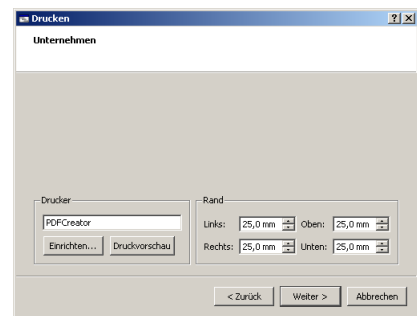 Drucken
Unternehmen
Drucker
PDFCreator
Einrichten... Druckvorschau
Rand
Links: 25,0 mm Oben: 25,0 mm
Rechts: 25,0 mm Unten: 25,0 mm
< Zurück Weiter > Abbrechen